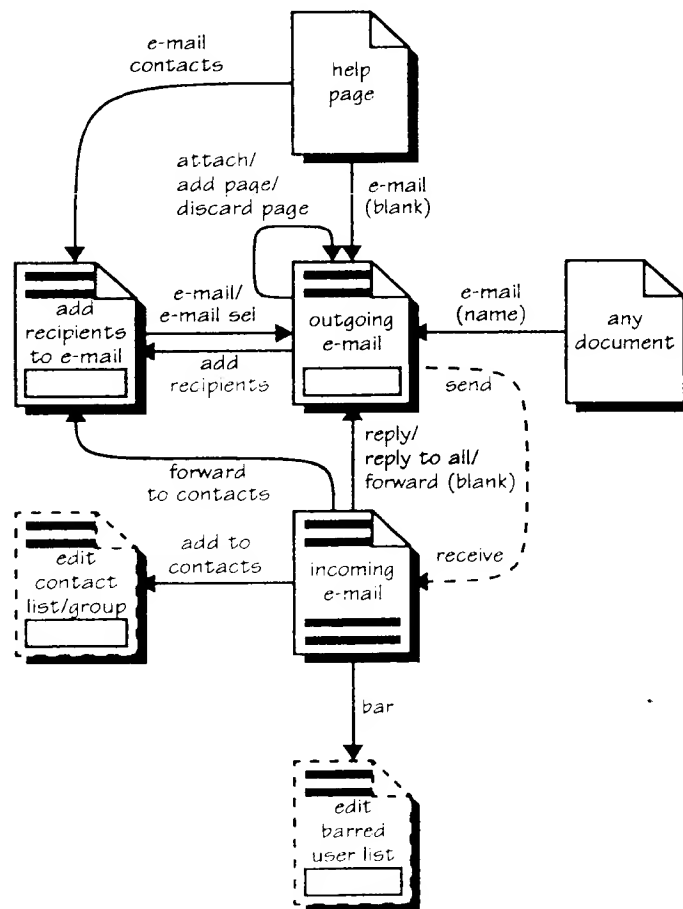 e-mail
contacts
help
page
attach/
add page/
discard page
e-mail
(blank)
add
recipients
to e-mail
e-mail/
e-mail sel
add
recipients
outgoing
e-mail
e-mail
(name)
any
document
send
reply/
reply to all/
forward (blank)
forward
to contacts
edit
contact
list/group
add to
contacts
incoming
e-mail
receive
bar
edit
barred
user list